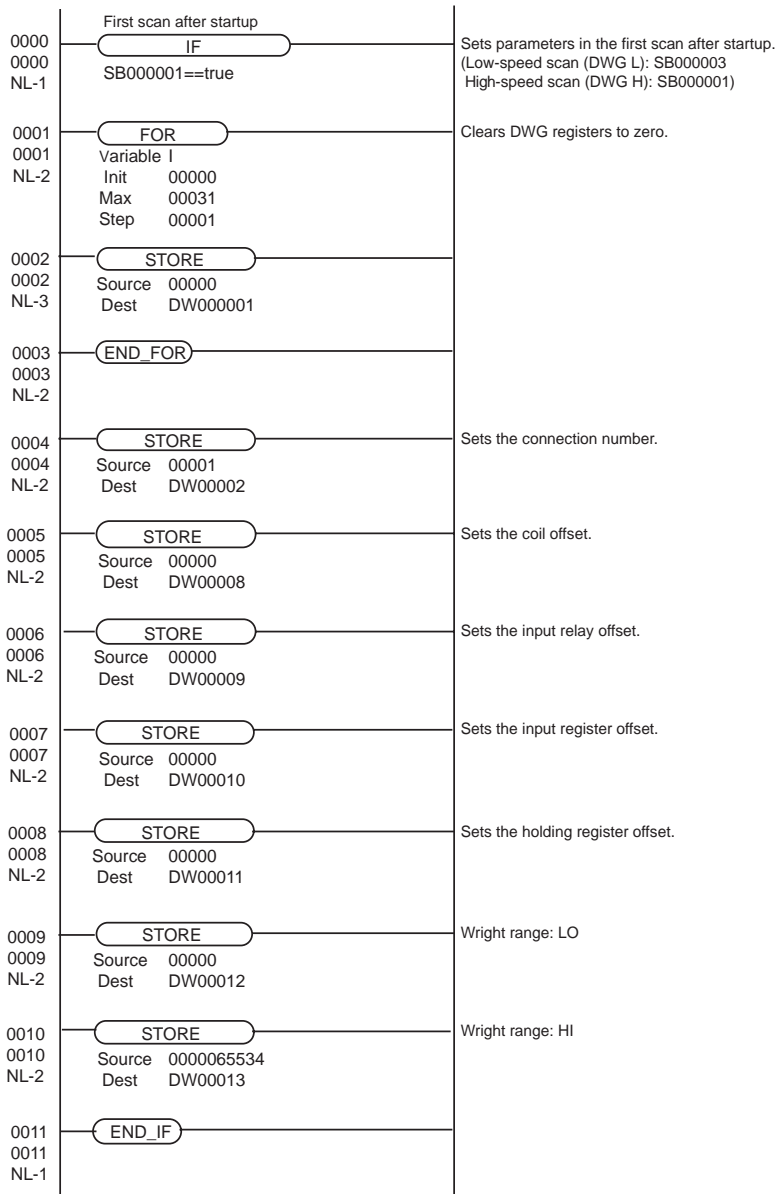 First scan after startup
0000 IF Sets parameters in the first scan after startup.
0000 (Low-speed scan (DWG L): SB000003
NL-1 SB000001==true High-speed scan (DWG H): SB000001)
0001 FOR Clears DWG registers to zero.
0001 Variable I
NL-2 Init 00000
Max 00031
Step 00001
0002 STORE
0002 Source 00000
NL-3 Dest DW000001
0003 END_FOR
0003
NL-2
0004 STORE Sets the connection number.
0004 Source 00001
NL-2 Dest DW00002
0005 STORE Sets the coil offset.
0005 Source 00000
NL-2 Dest DW00008
0006 STORE Sets the input relay offset.
0006 Source 00000
NL-2 Dest DW00009
0007 STORE Sets the input register offset.
0007 Source 00000
NL-2 Dest DW00010
0008 STORE Sets the holding register offset.
0008 Source 00000
NL-2 Dest DW00011
0009 STORE Wright range: LO
0009 Source 00000
NL-2 Dest DW00012
0010 STORE Wright range: HI
0010 Source 0000065534
NL-2 Dest DW00013
0011 END_IF
0011
NL-1